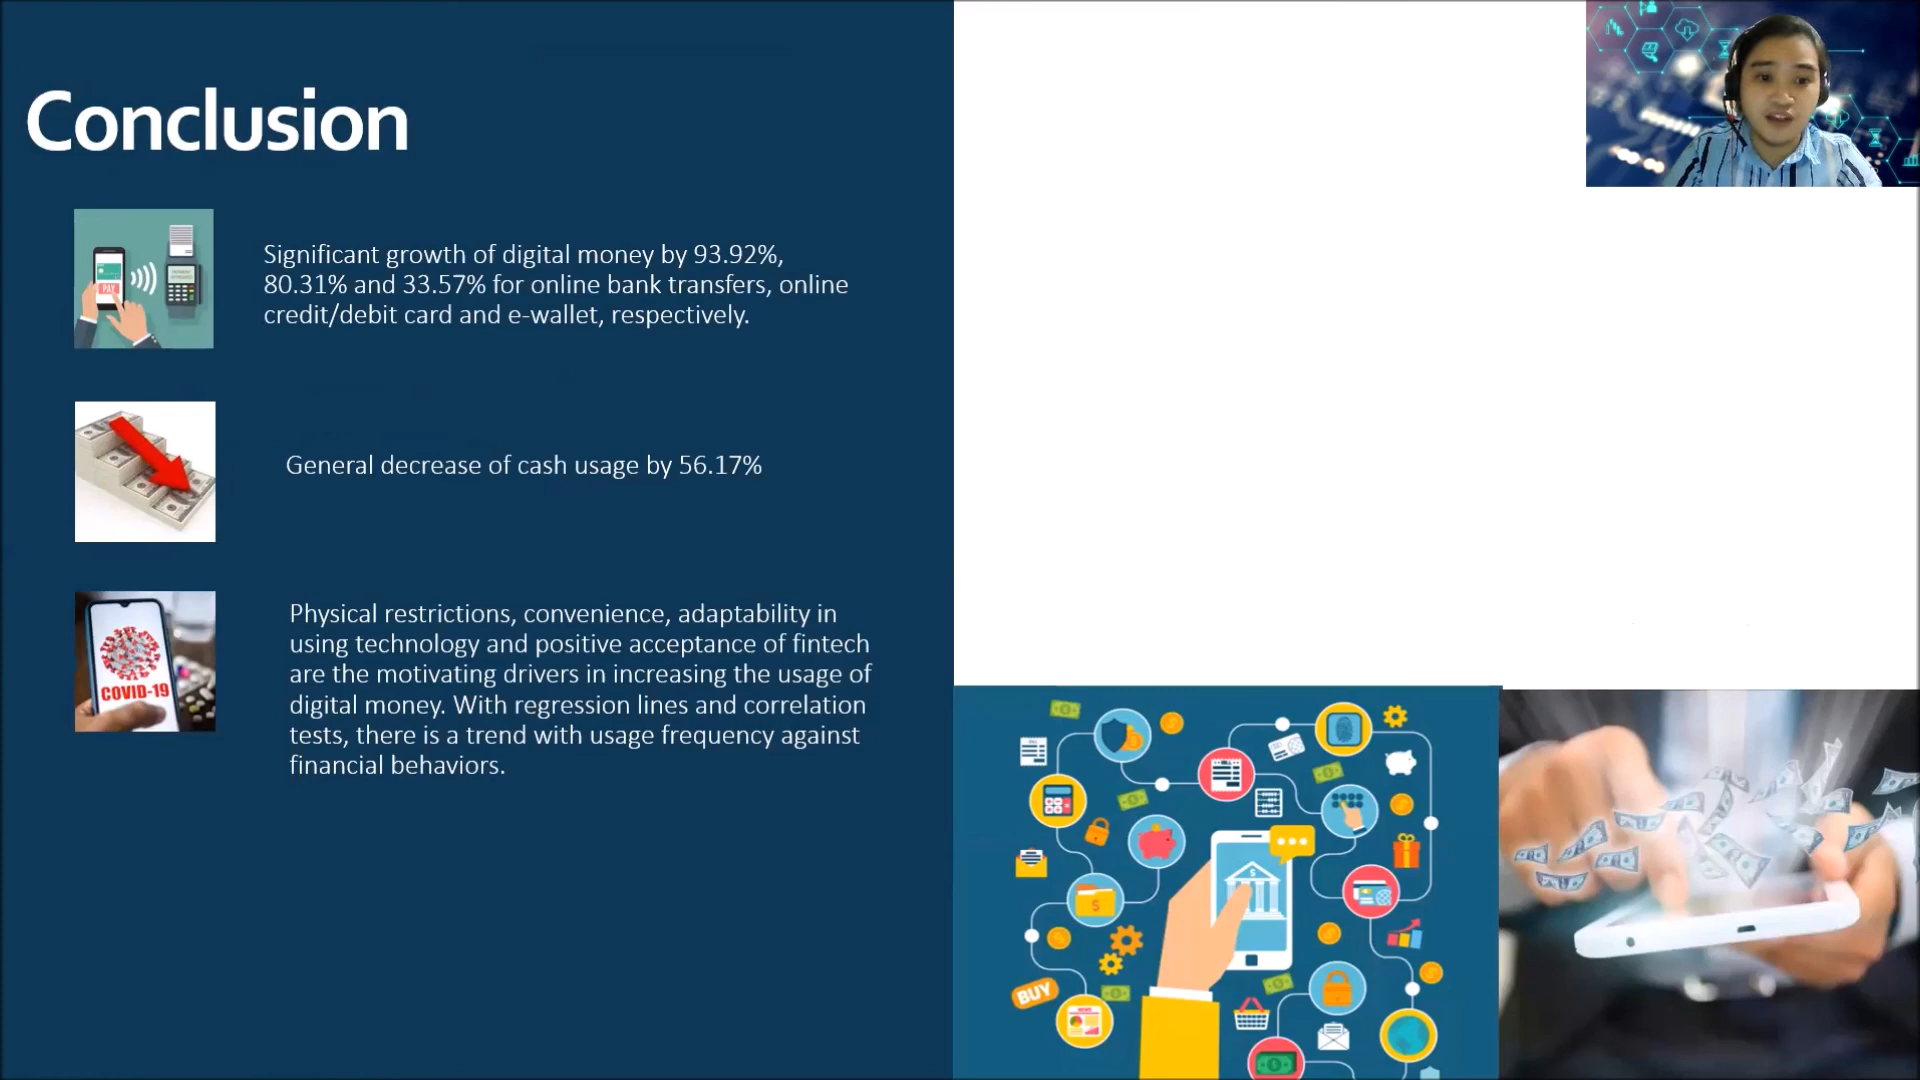 Conclusion
PAY
Significant growth of digital money by 93.92%,
80.31% and 33.57% for online bank transfers, online
credit/debit card and e-wallet, respectively.
General decrease of cash usage by 56.17%
COVID-19
Physical restrictions, convenience, adaptability in
using technology and positive acceptance of fintech
are the motivating drivers in increasing the usage of
digital money. With regression lines and correlation
tests, there is a trend with usage frequency against
financial behaviors.
BUY
NEWS